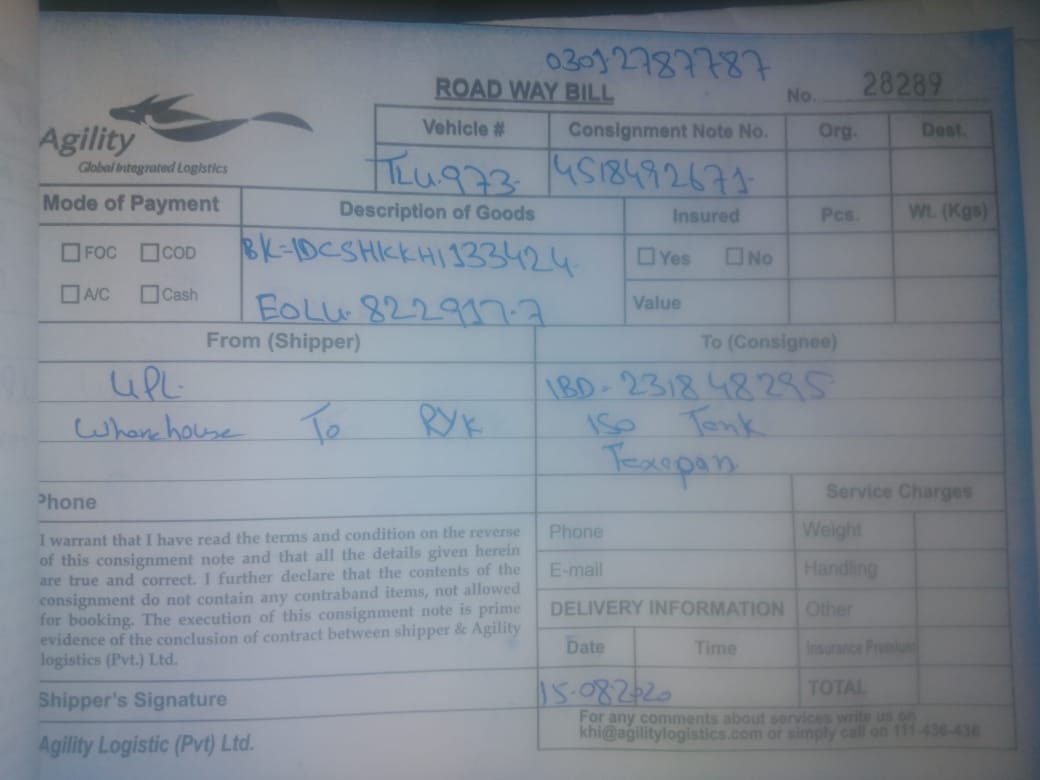 03012787787
ROAD WAY BILL
No. 28289
Agility
Global Integrated Logistics
Vehicle # Consignment Note No. Org. Dest.
TLU.973 4518492671
Mode of Payment Description of Goods Insured Pcs. Wt. (Kgs)
FOC COD BK=IDCSHKKHI133424 Yes No
A/C Cash EOLU.822917.7 Value
From (Shipper) To (Consignee)
UPL. IBD-231848295
Wharehouse To RYK ISO Tank
Texapan
Phone Service Charges
I warrant that I have read the terms and condition on the reverse
of this consignment note and that all the details given herein
are true and correct. I further declare that the contents of the
consignment do not contain any contraband items, not allowed
for booking. The execution of this consignment note is prime
evidence of the conclusion of contract between shipper & Agility
logistics (Pvt.) Ltd.
Phone Weight
E-mail Handling
DELIVERY INFORMATION Other
Date Time Insurance Premium
Shipper's Signature 15.08.2020 TOTAL
Agility Logistic (Pvt) Ltd.
For any comments about services write us on
khi@agilitylogistics.com or simply call on 111-436-436